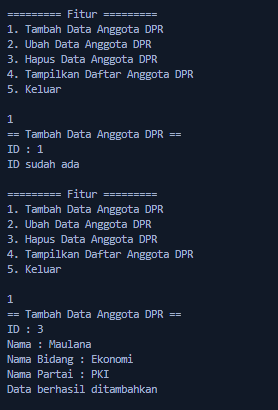 ========= Fitur =========
1. Tambah Data Anggota DPR
2. Ubah Data Anggota DPR
3. Hapus Data Anggota DPR
4. Tampilkan Daftar Anggota DPR
5. Keluar
1
== Tambah Data Anggota DPR ==
ID : 1
ID sudah ada
========= Fitur =========
1. Tambah Data Anggota DPR
2. Ubah Data Anggota DPR
3. Hapus Data Anggota DPR
4. Tampilkan Daftar Anggota DPR
5. Keluar
1
== Tambah Data Anggota DPR ==
ID : 3
Nama : Maulana
Nama Bidang : Ekonomi
Nama Partai : PKI
Data berhasil ditambahkan